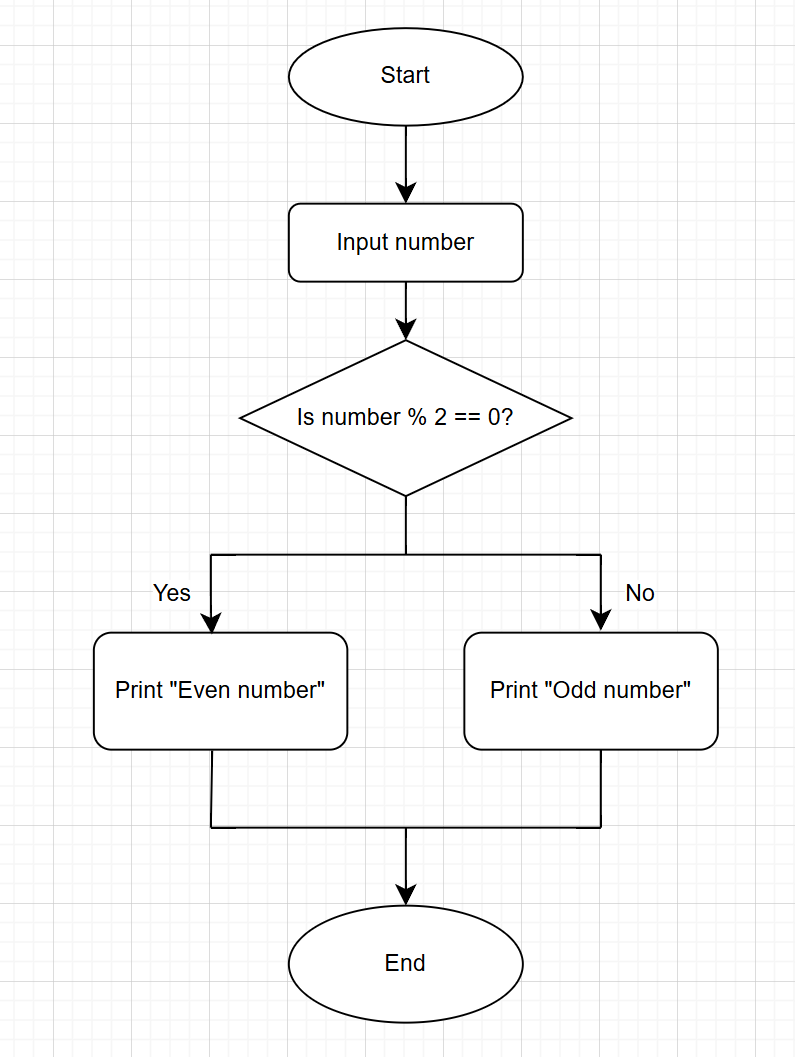 Start
Input number
Is number % 2 == 0?
Yes
No
Print "Even number"
Print "Odd number"
End